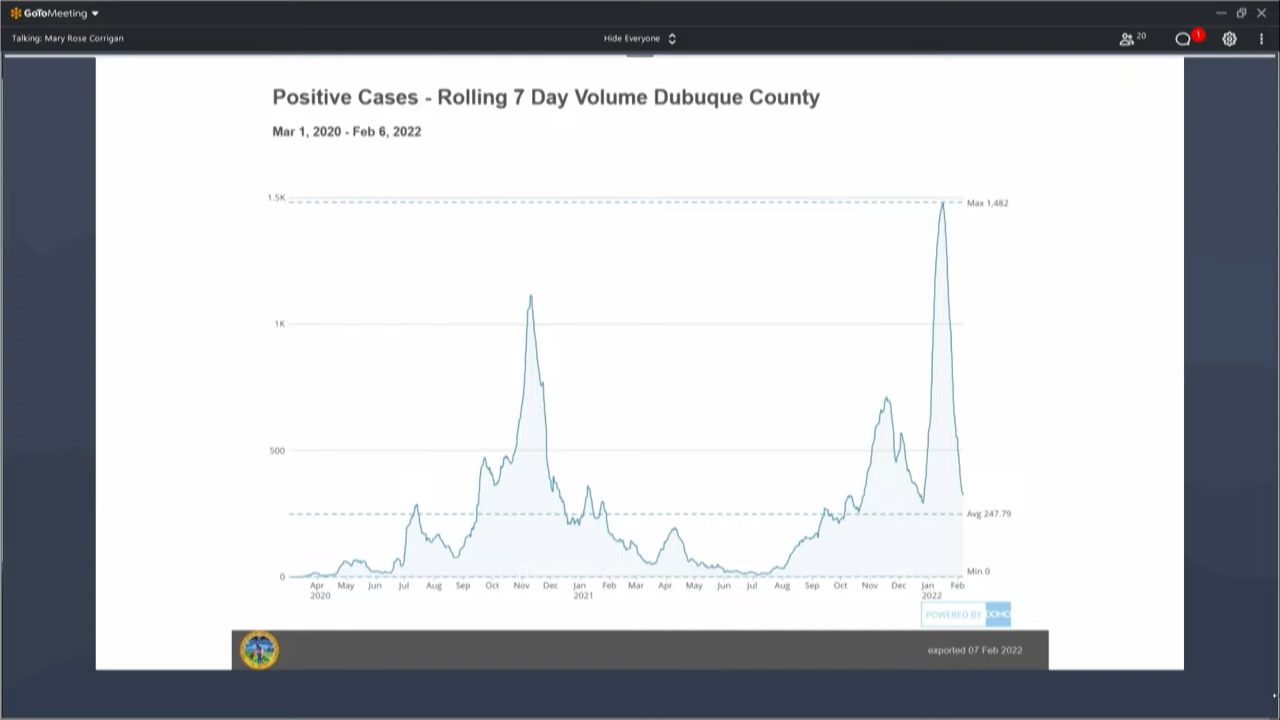 GoToMeeting
Talking: Mary Rose Corrigan
Hide Everyone
20
1
Positive Cases - Rolling 7 Day Volume Dubuque County
Mar 1, 2020 - Feb 6, 2022
1.5K
Max 1,482
1K
500
Avg 247.79
0
Min 0
Apr May Jun Jul Aug Sep Oct Nov Dec Jan Feb Mar Apr May Jun Jul Aug Sep Oct Nov Dec Jan Feb
2020 2021 2022
POWERED BY DOMO
exported 07 Feb 2022